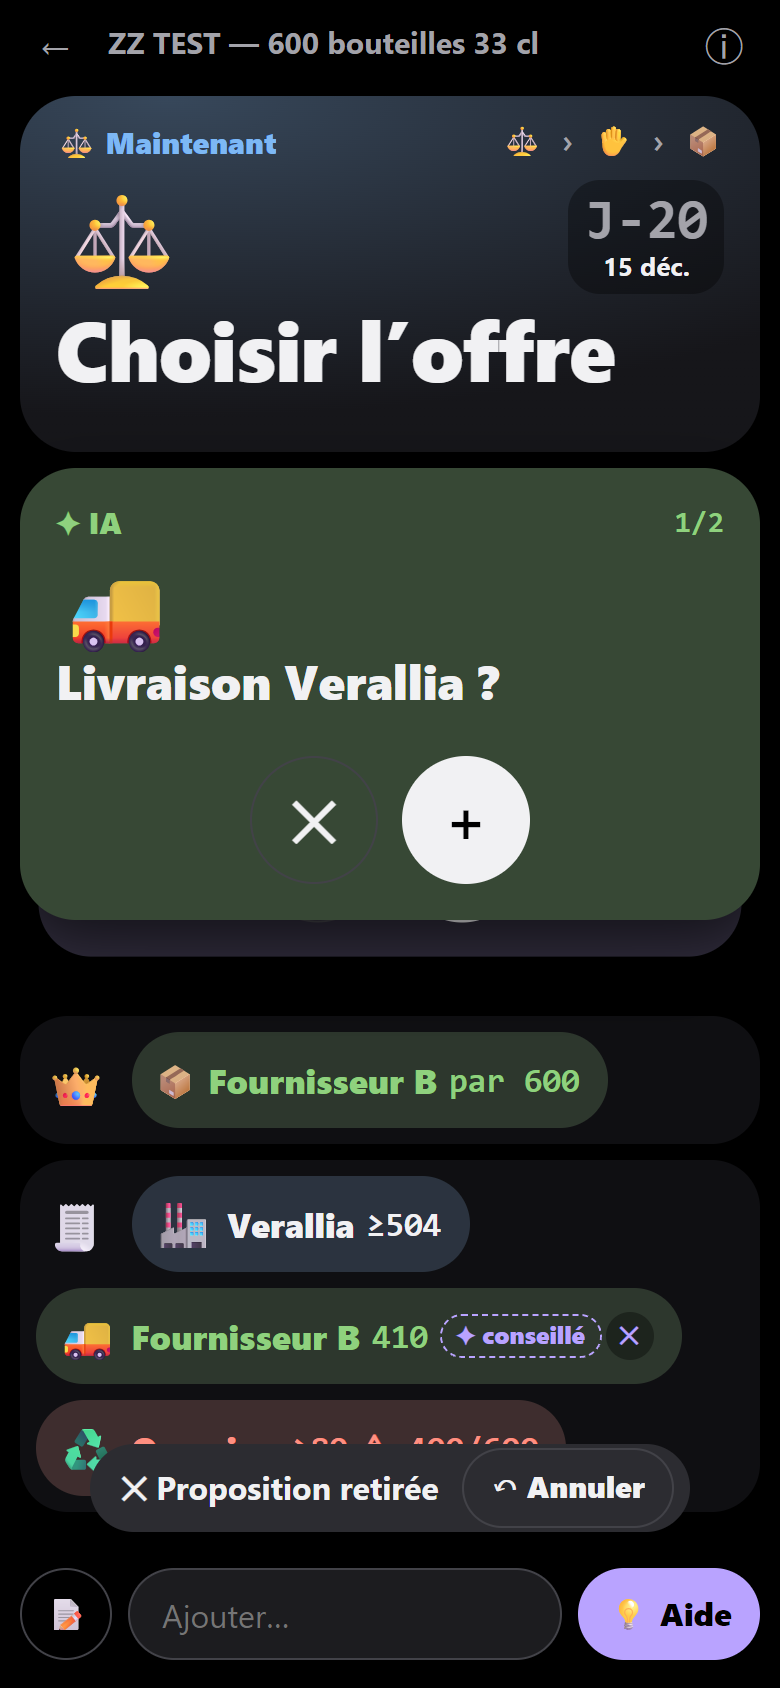 ← ZZ TEST — 600 bouteilles 33 cl ⓘ
Maintenant › ›
J-20
15 déc.
Choisir l’offre
✦ IA 1/2
Livraison Verallia ?
× +
Fournisseur B par 600
Verallia ≥504
Fournisseur B 410 ✦ conseillé ×
× Proposition retirée ↶ Annuler
Ajouter… Aide